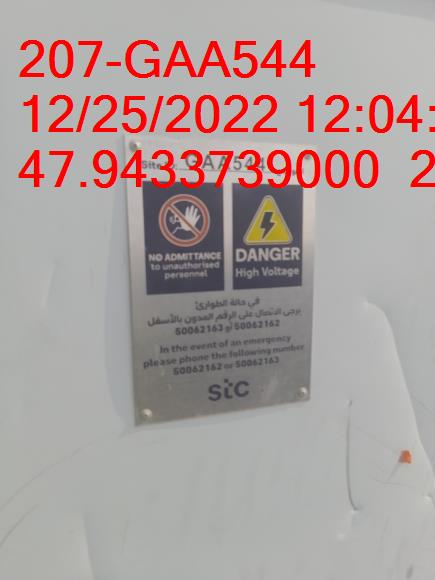 207-GAA544
12/25/2022 12:04:
47.9433739000 2
GAA544
NO ADMITTANCE
to unauthorised
personnel
DANGER
High Voltage
في حالة الطوارئ
يرجى الاتصال على الرقم المدون بالأسفل
50062163 أو 50062162
In the event of an emergency
please phone the following number
50062162 or 50062163
stc